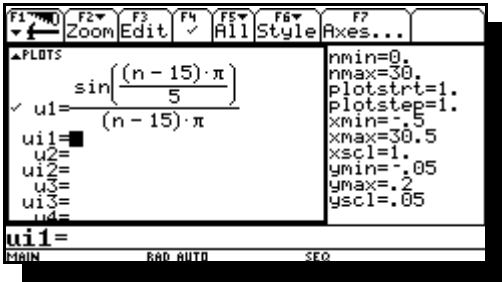 F1 F2▾ F3 F4 F5▾ F6▾ F7
▾ Zoom Edit ✓ All Style Axes...
▴PLOTS
✓ u1=sin((n - 15)·π/5)/(n - 15)·π
ui1=
u2=
ui2=
u3=
ui3=
u4=
nmin=0.
nmax=30.
plotstrt=1.
plotstep=1.
xmin=⁻.5
xmax=30.5
xscl=1.
ymin=⁻.05
ymax=.2
yscl=.05
ui1=
MAIN RAD AUTO SEQ